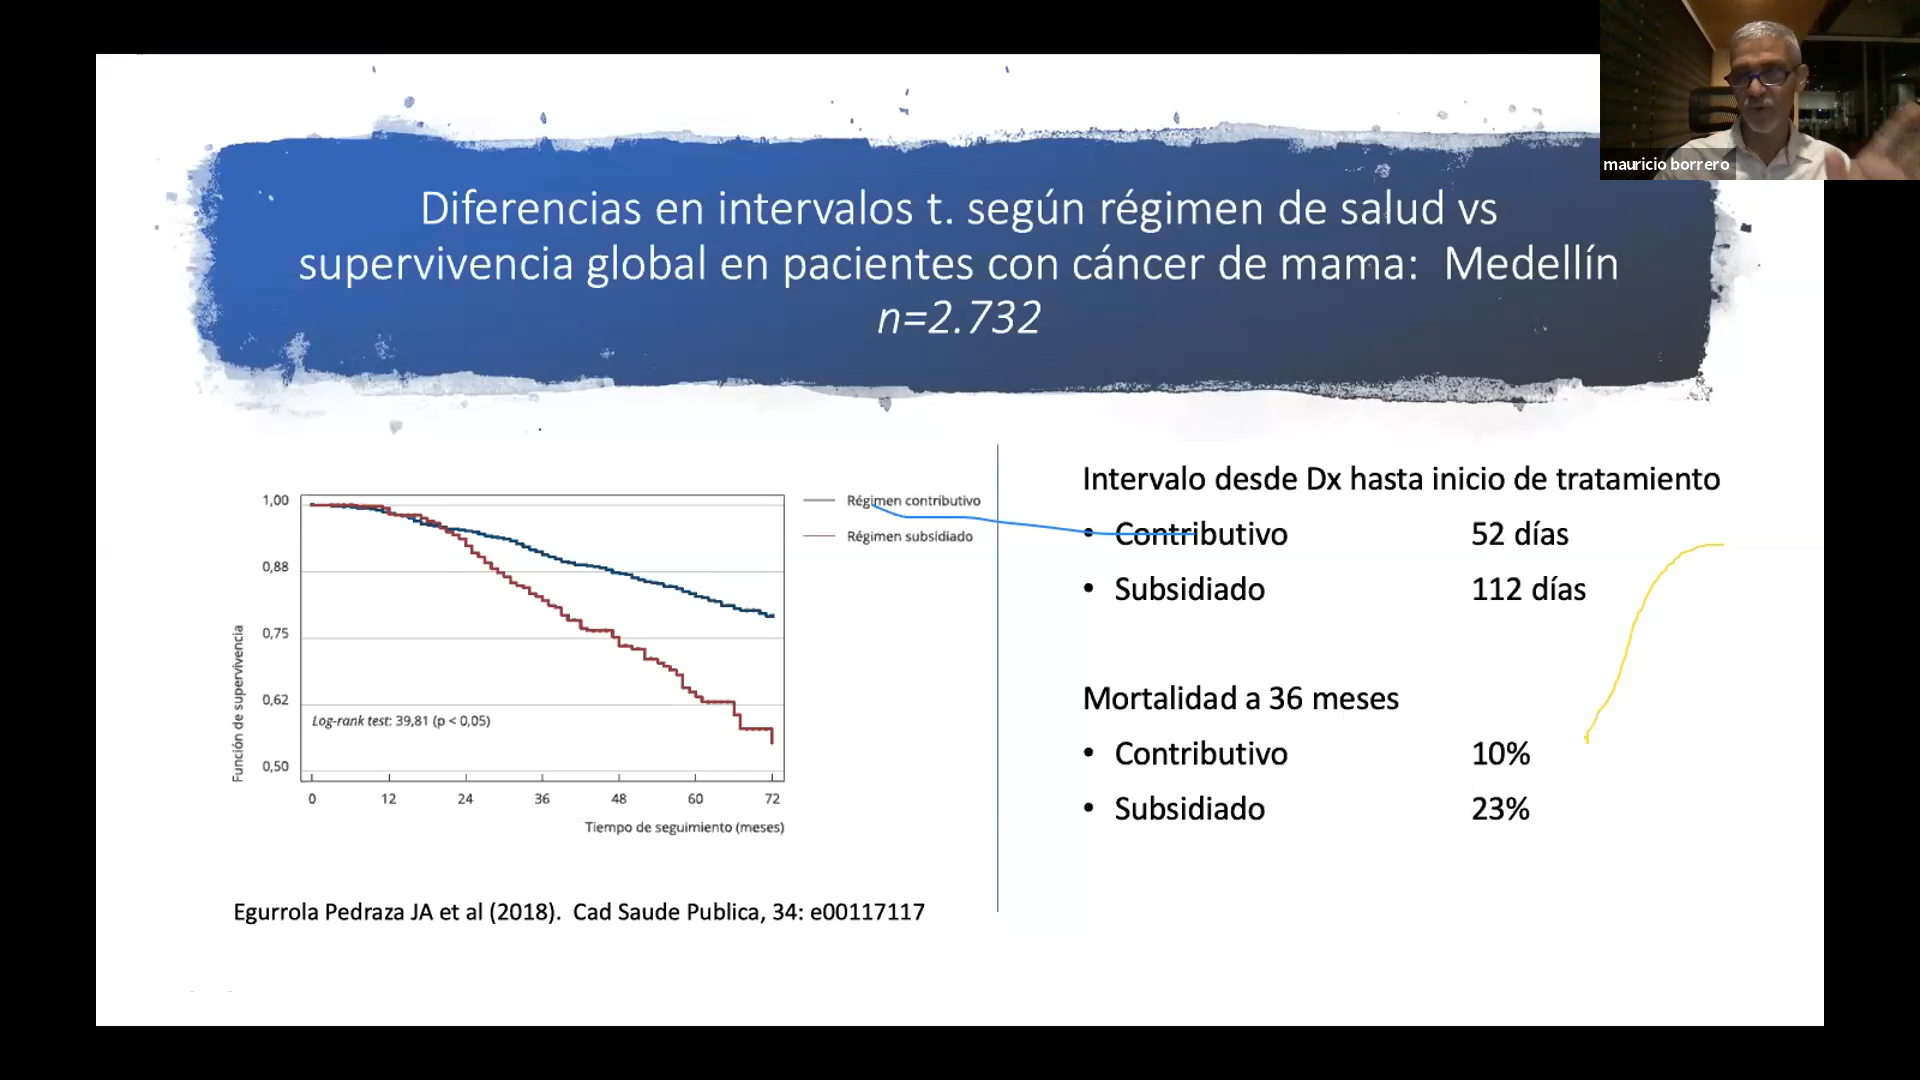 mauricio borrero
Diferencias en intervalos t. según régimen de salud vs
supervivencia global en pacientes con cáncer de mama: Medellín
n=2.732
Función de supervivencia
1,00
0,88
0,75
0,62
0,50
Log-rank test: 39,81 (p < 0,05)
0 12 24 36 48 60 72
Tiempo de seguimiento (meses)
Régimen contributivo
Régimen subsidiado
Egurrola Pedraza JA et al (2018). Cad Saude Publica, 34: e00117117
Intervalo desde Dx hasta inicio de tratamiento
• Contributivo 52 días
• Subsidiado 112 días
Mortalidad a 36 meses
• Contributivo 10%
• Subsidiado 23%